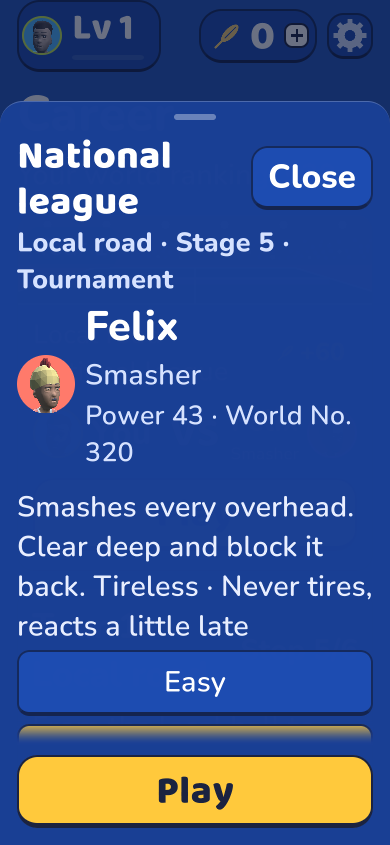 Lv 1
0
Career
National
league
Close
Local road · Stage 5 ·
Tournament
Felix
Smasher
Power 43 · World No.
320
Smashes every overhead.
Clear deep and block it
back. Tireless · Never tires,
reacts a little late
Easy
Play